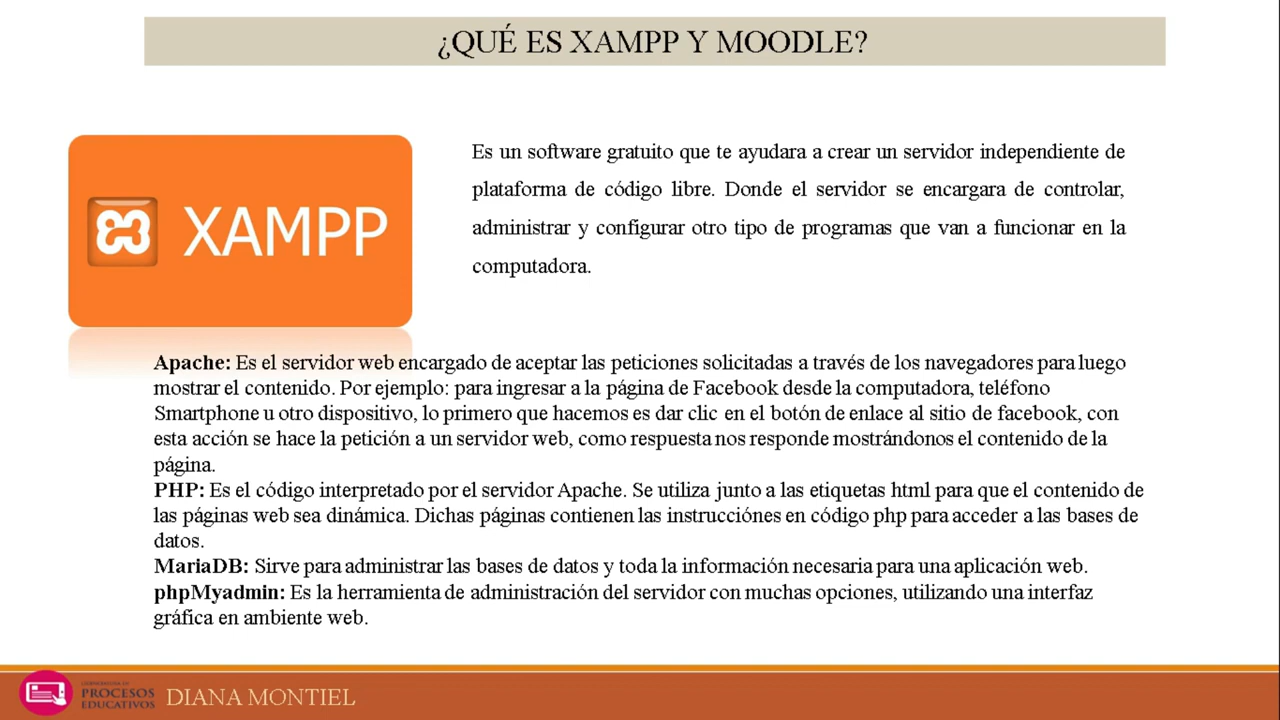 ¿QUÉ ES XAMPP Y MOODLE?
XAMPP
Es un software gratuito que te ayudara a crear un servidor independiente de
plataforma de código libre. Donde el servidor se encargara de controlar,
administrar y configurar otro tipo de programas que van a funcionar en la
computadora.
Apache: Es el servidor web encargado de aceptar las peticiones solicitadas a través de los navegadores para luego
mostrar el contenido. Por ejemplo: para ingresar a la página de Facebook desde la computadora, teléfono
Smartphone u otro dispositivo, lo primero que hacemos es dar clic en el botón de enlace al sitio de facebook, con
esta acción se hace la petición a un servidor web, como respuesta nos responde mostrándonos el contenido de la
página.
PHP: Es el código interpretado por el servidor Apache. Se utiliza junto a las etiquetas html para que el contenido de
las páginas web sea dinámica. Dichas páginas contienen las instrucciónes en código php para acceder a las bases de
datos.
MariaDB: Sirve para administrar las bases de datos y toda la información necesaria para una aplicación web.
phpMyadmin: Es la herramienta de administración del servidor con muchas opciones, utilizando una interfaz
gráfica en ambiente web.
PROCESOS
EDUCATIVOS
DIANA MONTIEL